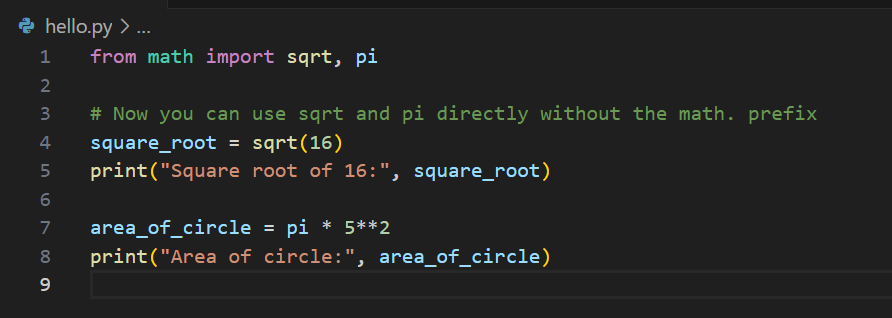 hello.py > ...
1 from math import sqrt, pi
2
3 # Now you can use sqrt and pi directly without the math. prefix
4 square_root = sqrt(16)
5 print("Square root of 16:", square_root)
6
7 area_of_circle = pi * 5**2
8 print("Area of circle:", area_of_circle)
9